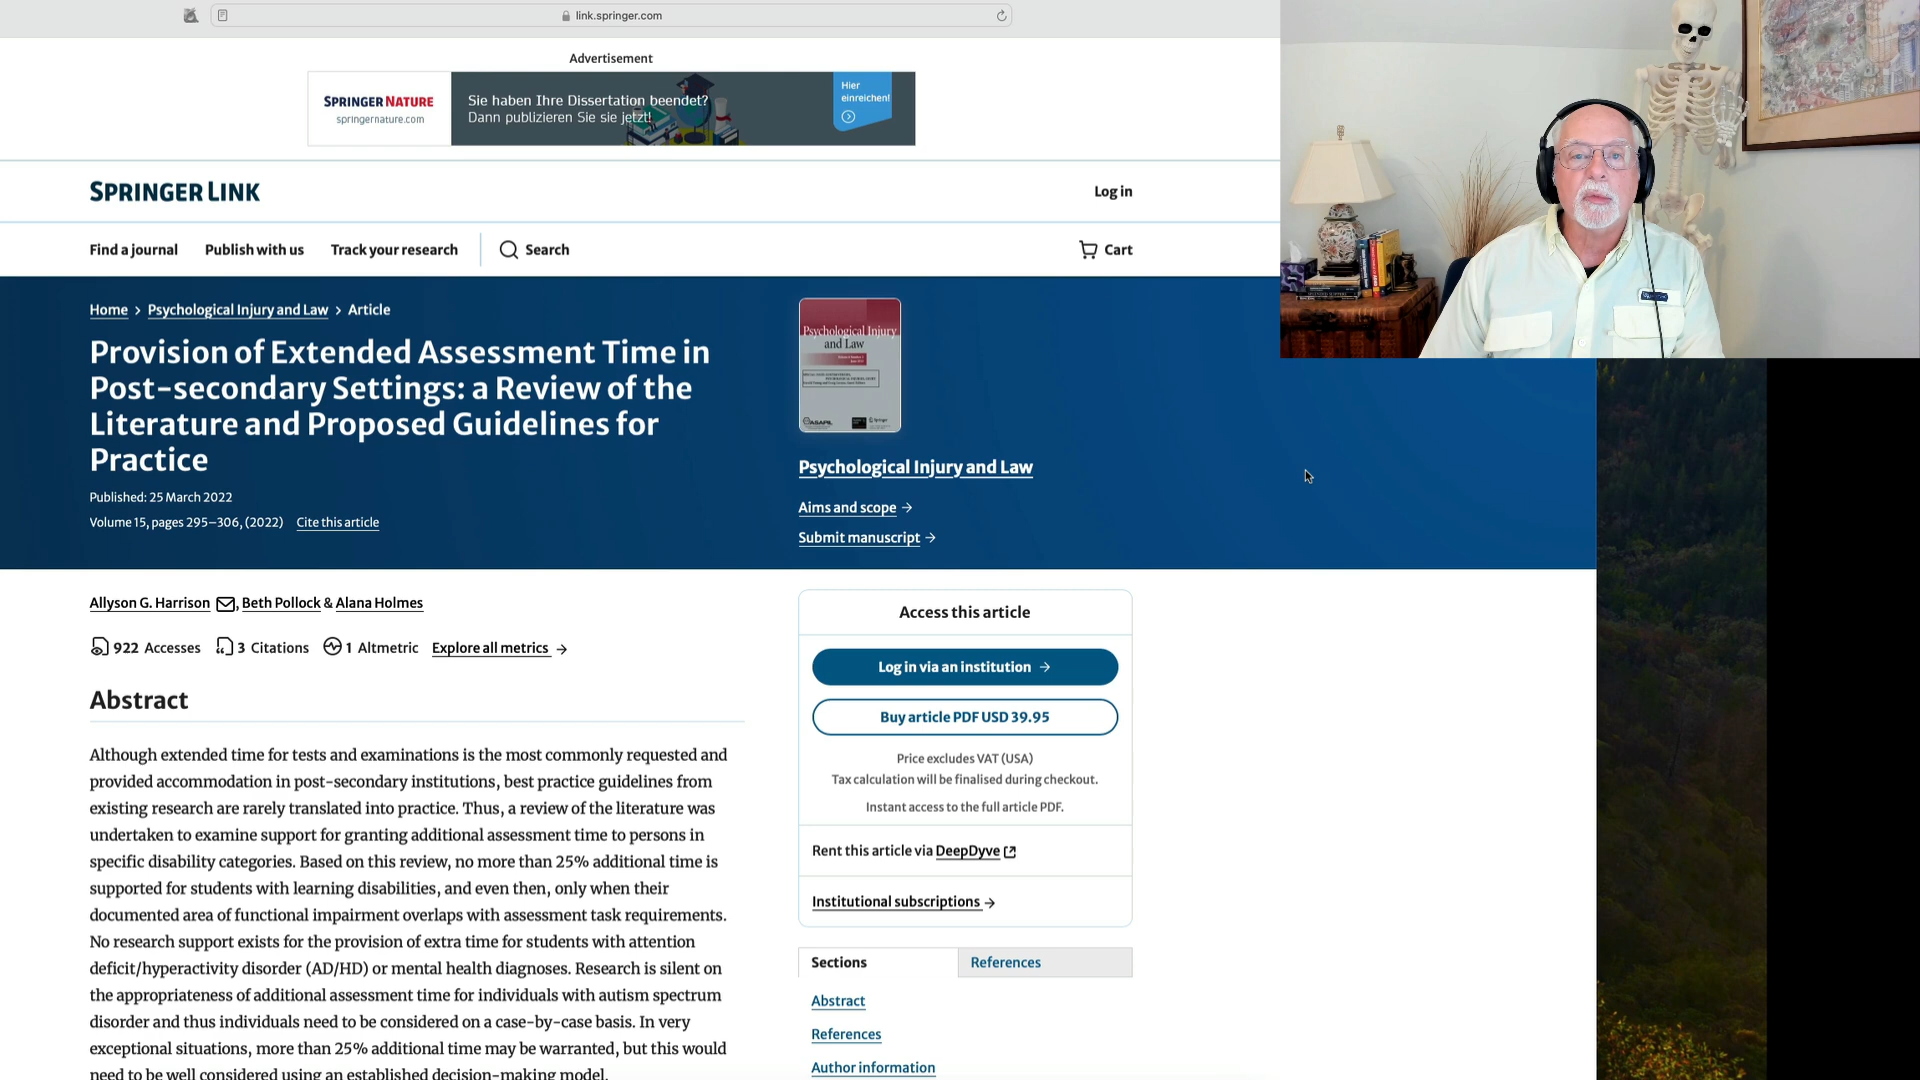 link.springer.com
Advertisement
SPRINGER NATURE
springernature.com
Sie haben Ihre Dissertation beendet?
Dann publizieren Sie sie jetzt!
Hier
einreichen!
SPRINGER LINK
Log in
Find a journal
Publish with us
Track your research
Search
Cart
Home > Psychological Injury and Law > Article
Provision of Extended Assessment Time in
Post-secondary Settings: a Review of the
Literature and Proposed Guidelines for
Practice
Published: 25 March 2022
Volume 15, pages 295–306, (2022) Cite this article
Psychological Injury
and Law
Psychological Injury and Law
Aims and scope →
Submit manuscript →
Allyson G. Harrison, Beth Pollock & Alana Holmes
922 Accesses 3 Citations 1 Altmetric Explore all metrics →
Abstract
Although extended time for tests and examinations is the most commonly requested and
provided accommodation in post-secondary institutions, best practice guidelines from
existing research are rarely translated into practice. Thus, a review of the literature was
undertaken to examine support for granting additional assessment time to persons in
specific disability categories. Based on this review, no more than 25% additional time is
supported for students with learning disabilities, and even then, only when their
documented area of functional impairment overlaps with assessment task requirements.
No research support exists for the provision of extra time for students with attention
deficit/hyperactivity disorder (AD/HD) or mental health diagnoses. Research is silent on
the appropriateness of additional assessment time for individuals with autism spectrum
disorder and thus individuals need to be considered on a case-by-case basis. In very
exceptional situations, more than 25% additional time may be warranted, but this would
need to be well considered using an established decision-making model.
Access this article
Log in via an institution →
Buy article PDF USD 39.95
Price excludes VAT (USA)
Tax calculation will be finalised during checkout.
Instant access to the full article PDF.
Rent this article via DeepDyve
Institutional subscriptions →
Sections
References
Abstract
References
Author information